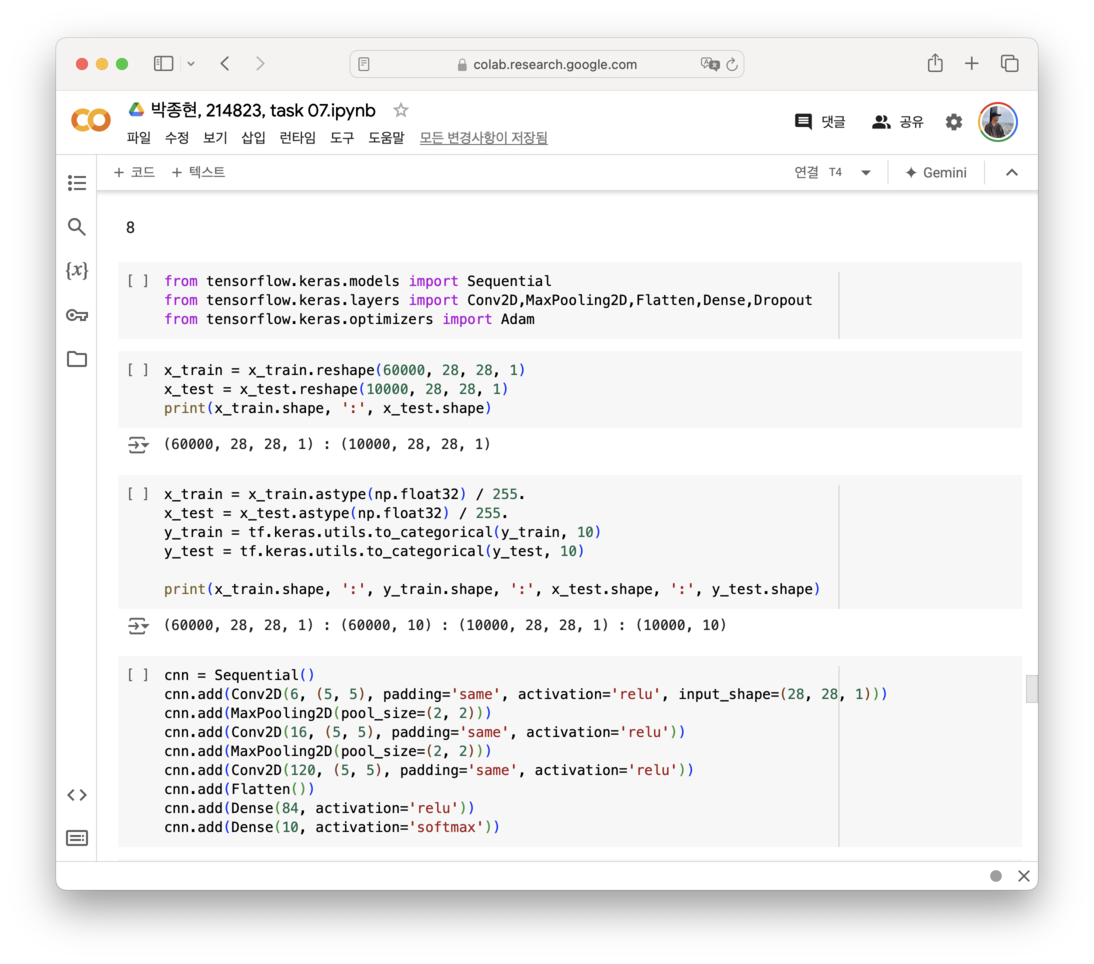 colab.research.google.com
박종현, 214823, task 07.ipynb
파일 수정 보기 삽입 런타임 도구 도움말 모든 변경사항이 저장됨
댓글 공유
+ 코드 + 텍스트
연결 T4 Gemini
8
[ ] from tensorflow.keras.models import Sequential
from tensorflow.keras.layers import Conv2D,MaxPooling2D,Flatten,Dense,Dropout
from tensorflow.keras.optimizers import Adam
[ ] x_train = x_train.reshape(60000, 28, 28, 1)
x_test = x_test.reshape(10000, 28, 28, 1)
print(x_train.shape, ':', x_test.shape)
(60000, 28, 28, 1) : (10000, 28, 28, 1)
[ ] x_train = x_train.astype(np.float32) / 255.
x_test = x_test.astype(np.float32) / 255.
y_train = tf.keras.utils.to_categorical(y_train, 10)
y_test = tf.keras.utils.to_categorical(y_test, 10)
print(x_train.shape, ':', y_train.shape, ':', x_test.shape, ':', y_test.shape)
(60000, 28, 28, 1) : (60000, 10) : (10000, 28, 28, 1) : (10000, 10)
[ ] cnn = Sequential()
cnn.add(Conv2D(6, (5, 5), padding='same', activation='relu', input_shape=(28, 28, 1)))
cnn.add(MaxPooling2D(pool_size=(2, 2)))
cnn.add(Conv2D(16, (5, 5), padding='same', activation='relu'))
cnn.add(MaxPooling2D(pool_size=(2, 2)))
cnn.add(Conv2D(120, (5, 5), padding='same', activation='relu'))
cnn.add(Flatten())
cnn.add(Dense(84, activation='relu'))
cnn.add(Dense(10, activation='softmax'))